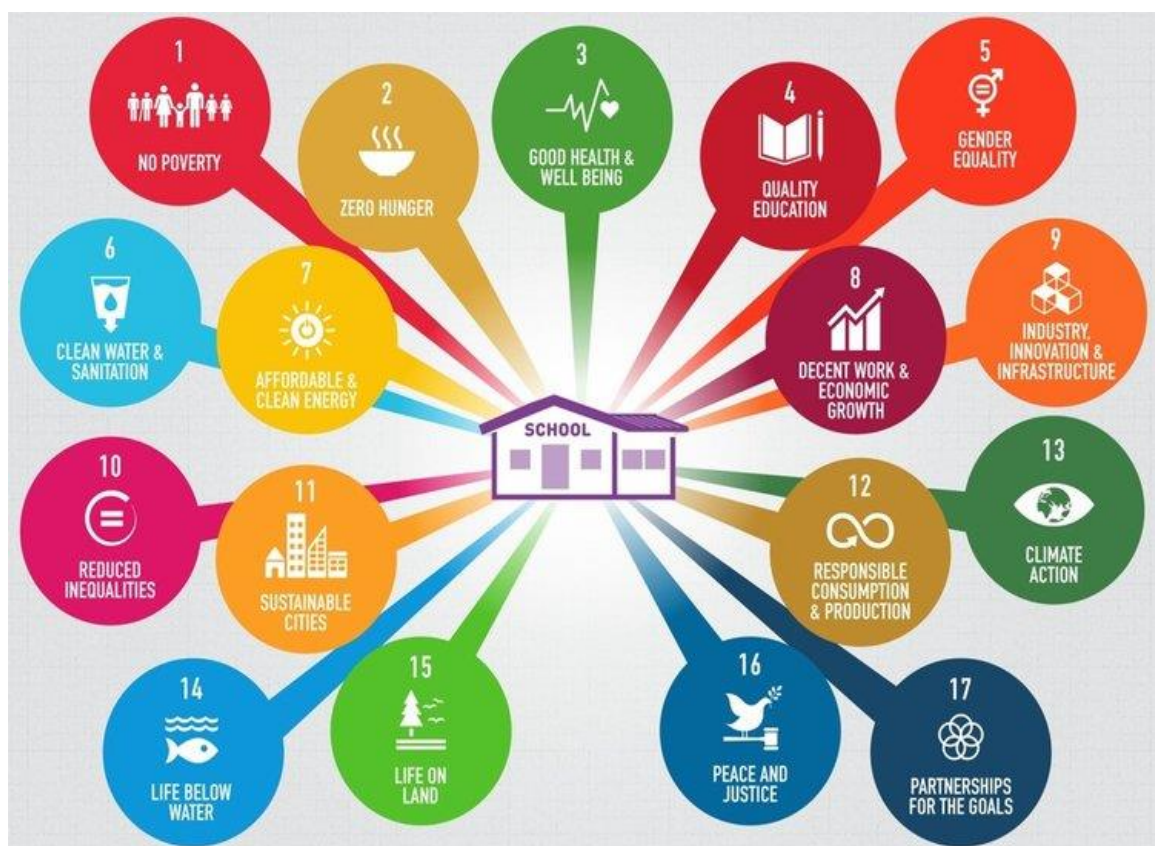 1
NO POVERTY
2
ZERO HUNGER
3
GOOD HEALTH &
WELL BEING
4
QUALITY
EDUCATION
5
GENDER
EQUALITY
6
CLEAN WATER &
SANITATION
7
AFFORDABLE &
CLEAN ENERGY
8
DECENT WORK &
ECONOMIC
GROWTH
9
INDUSTRY,
INNOVATION &
INFRASTRUCTURE
SCHOOL
10
REDUCED
INEQUALITIES
11
SUSTAINABLE
CITIES
12
RESPONSIBLE
CONSUMPTION
& PRODUCTION
13
CLIMATE
ACTION
14
LIFE BELOW
WATER
15
LIFE ON
LAND
16
PEACE AND
JUSTICE
17
PARTNERSHIPS
FOR THE GOALS